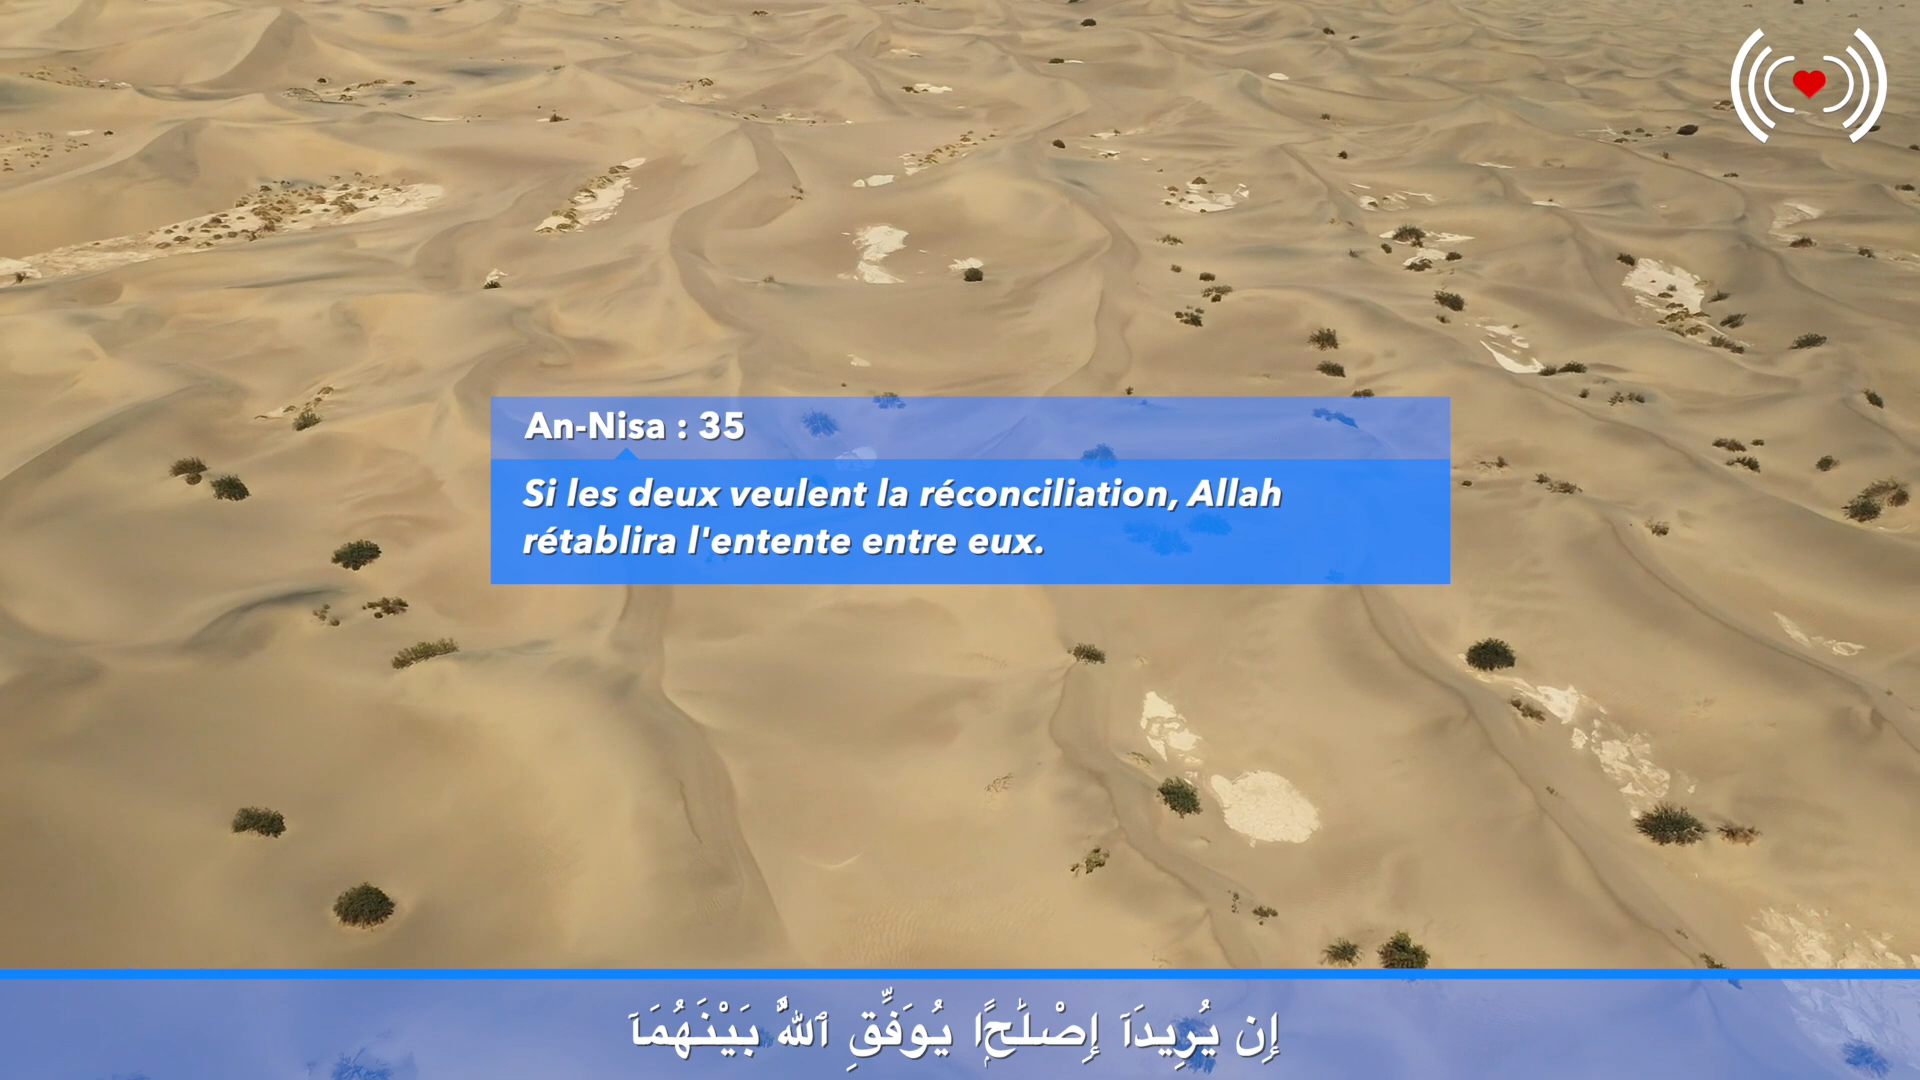 An-Nisa : 35
Si les deux veulent la réconciliation, Allah
rétablira l'entente entre eux.
إِن يُرِيدَآ إِصْلَـٰحًۭا يُوَفِّقِ ٱللَّهُ بَيْنَهُمَآ